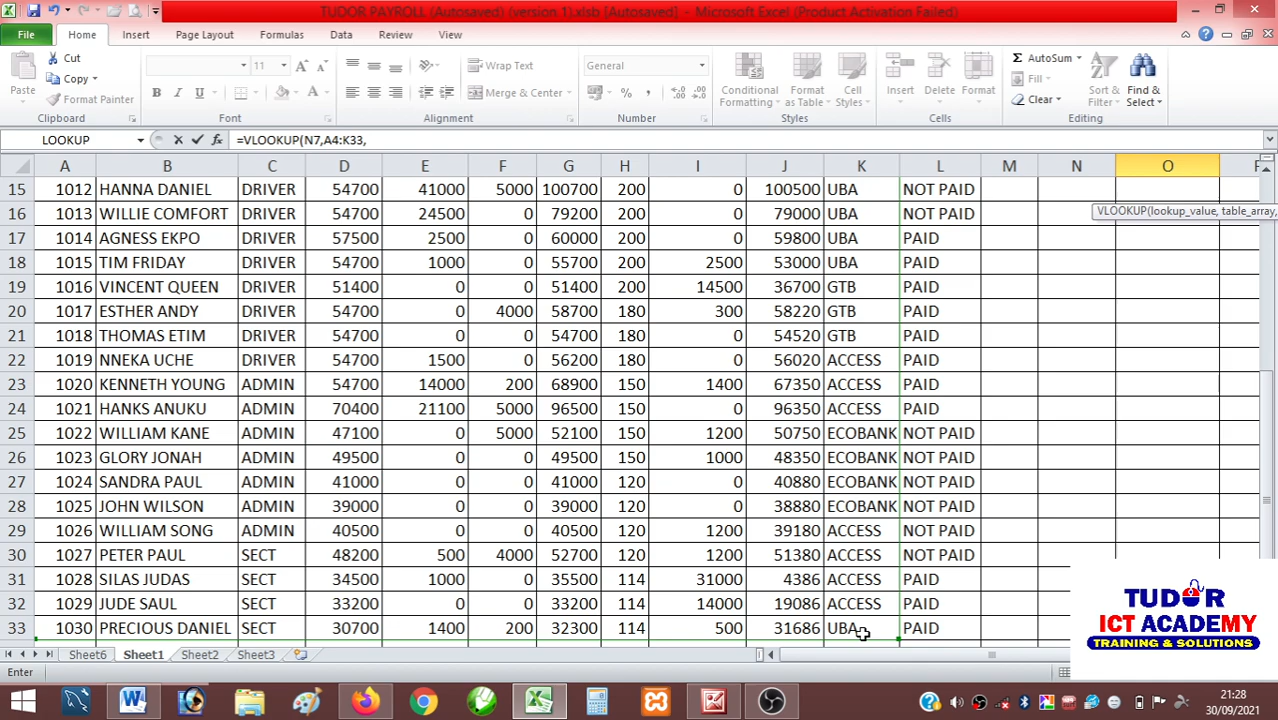 TUDOR PAYROLL (Autosaved) (version 1).xlsb [Autosaved] - Microsoft Excel (Product Activation Failed)
File Home Insert Page Layout Formulas Data Review View
Paste Cut Copy Format Painter Clipboard
11 B I U Font
Wrap Text Merge & Center Alignment
General % , Number
Conditional Formatting Format as Table Cell Styles Styles
Insert Delete Format Cells
Σ AutoSum Fill Clear Sort & Filter Find & Select Editing
LOOKUP fx =VLOOKUP(N7,A4:K33,
A B C D E F G H I J K L M N O
15 1012 HANNA DANIEL DRIVER 54700 41000 5000 100700 200 0 100500 UBA NOT PAID
16 1013 WILLIE COMFORT DRIVER 54700 24500 0 79200 200 0 79000 UBA NOT PAID
VLOOKUP(lookup_value, table_array,
17 1014 AGNESS EKPO DRIVER 57500 2500 0 60000 200 0 59800 UBA PAID
18 1015 TIM FRIDAY DRIVER 54700 1000 0 55700 200 2500 53000 UBA PAID
19 1016 VINCENT QUEEN DRIVER 51400 0 0 51400 200 14500 36700 GTB PAID
20 1017 ESTHER ANDY DRIVER 54700 0 4000 58700 180 300 58220 GTB PAID
21 1018 THOMAS ETIM DRIVER 54700 0 0 54700 180 0 54520 GTB PAID
22 1019 NNEKA UCHE DRIVER 54700 1500 0 56200 180 0 56020 ACCESS PAID
23 1020 KENNETH YOUNG ADMIN 54700 14000 200 68900 150 1400 67350 ACCESS PAID
24 1021 HANKS ANUKU ADMIN 70400 21100 5000 96500 150 0 96350 ACCESS PAID
25 1022 WILLIAM KANE ADMIN 47100 0 5000 52100 150 1200 50750 ECOBANK NOT PAID
26 1023 GLORY JONAH ADMIN 49500 0 0 49500 150 1000 48350 ECOBANK NOT PAID
27 1024 SANDRA PAUL ADMIN 41000 0 0 41000 120 0 40880 ECOBANK NOT PAID
28 1025 JOHN WILSON ADMIN 39000 0 0 39000 120 0 38880 ECOBANK NOT PAID
29 1026 WILLIAM SONG ADMIN 40500 0 0 40500 120 1200 39180 ACCESS NOT PAID
30 1027 PETER PAUL SECT 48200 500 4000 52700 120 1200 51380 ACCESS NOT PAID
31 1028 SILAS JUDAS SECT 34500 1000 0 35500 114 31000 4386 ACCESS PAID
32 1029 JUDE SAUL SECT 33200 0 0 33200 114 14000 19086 ACCESS PAID
33 1030 PRECIOUS DANIEL SECT 30700 1400 200 32300 114 500 31686 UBA PAID
TUDOR
ICT ACADEMY
TRAINING & SOLUTIONS
Sheet6 Sheet1 Sheet2 Sheet3
Enter
21:28
30/09/2021